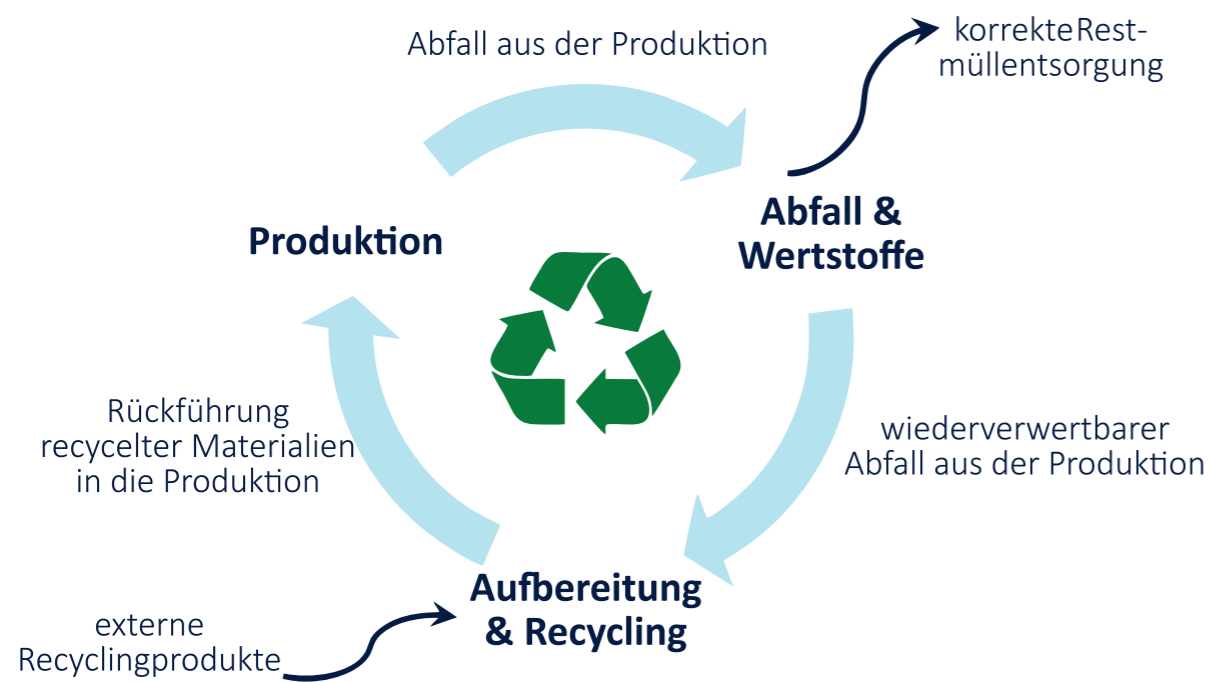 Abfall aus der Produktion
korrekte Rest-
müllentsorgung
Abfall &
Wertstoffe
Produktion
wiederverwertbarer
Abfall aus der Produktion
Rückführung
recycelter Materialien
in die Produktion
Aufbereitung
& Recycling
externe
Recyclingprodukte